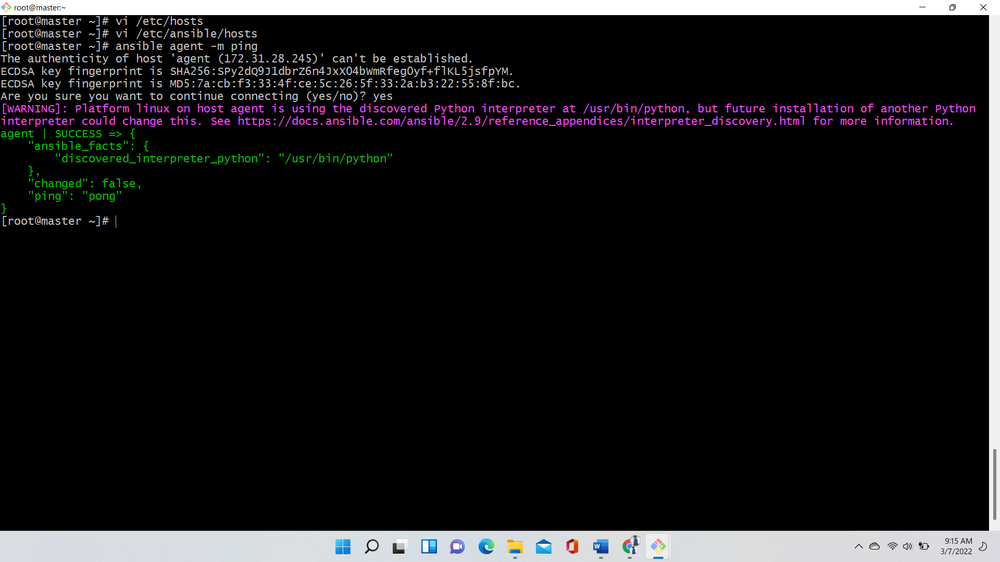 root@master:~
[root@master ~]# vi /etc/hosts
[root@master ~]# vi /etc/ansible/hosts
[root@master ~]# ansible agent -m ping
The authenticity of host 'agent (172.31.28.245)' can't be established.
ECDSA key fingerprint is SHA256:SPy2dQ9J1dbrZ6n4JxXO4bWmRfegOyf+flKL5jsfpYM.
ECDSA key fingerprint is MD5:7a:cb:f3:33:4f:ce:5c:26:5f:33:2a:b3:22:55:8f:bc.
Are you sure you want to continue connecting (yes/no)? yes
[WARNING]: Platform linux on host agent is using the discovered Python interpreter at /usr/bin/python, but future installation of another Python
interpreter could change this. See https://docs.ansible.com/ansible/2.9/reference_appendices/interpreter_discovery.html for more information.
agent | SUCCESS => {
    "ansible_facts": {
        "discovered_interpreter_python": "/usr/bin/python"
    },
    "changed": false,
    "ping": "pong"
}
[root@master ~]#
9:15 AM
3/7/2022